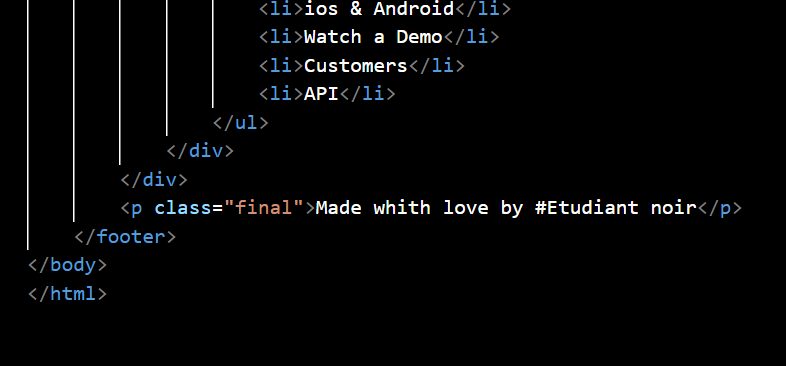 <li>ios & Android</li>
<li>Watch a Demo</li>
<li>Customers</li>
<li>API</li>
</ul>
</div>
</div>
<p class="final">Made whith love by #Etudiant noir</p>
</footer>
</body>
</html>